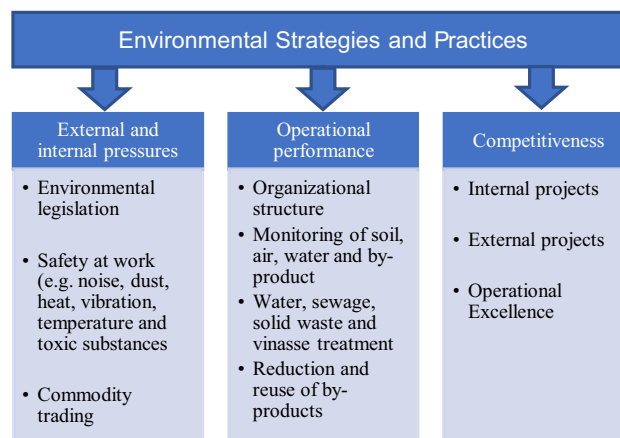 Environmental Strategies and Practices
External and
internal pressures
• Environmental
legislation
• Safety at work
(e.g. noise, dust,
heat, vibration,
temperature and
toxic substances
• Commodity
trading
Operational
performance
• Organizational
structure
• Monitoring of soil,
air, water and by-
product
• Water, sewage,
solid waste and
vinasse treatment
• Reduction and
reuse of by-
products
Competitiveness
• Internal projects
• External projects
• Operational
Excellence